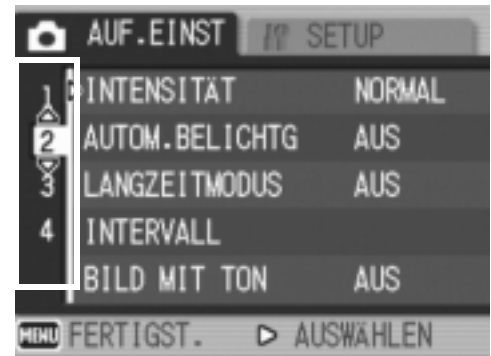 AUF.EINST SETUP
1 INTENSITÄT NORMAL
2 AUTOM.BELICHTG AUS
3 LANGZEITMODUS AUS
4 INTERVALL
BILD MIT TON AUS
MENU FERTIGST. AUSWÄHLEN